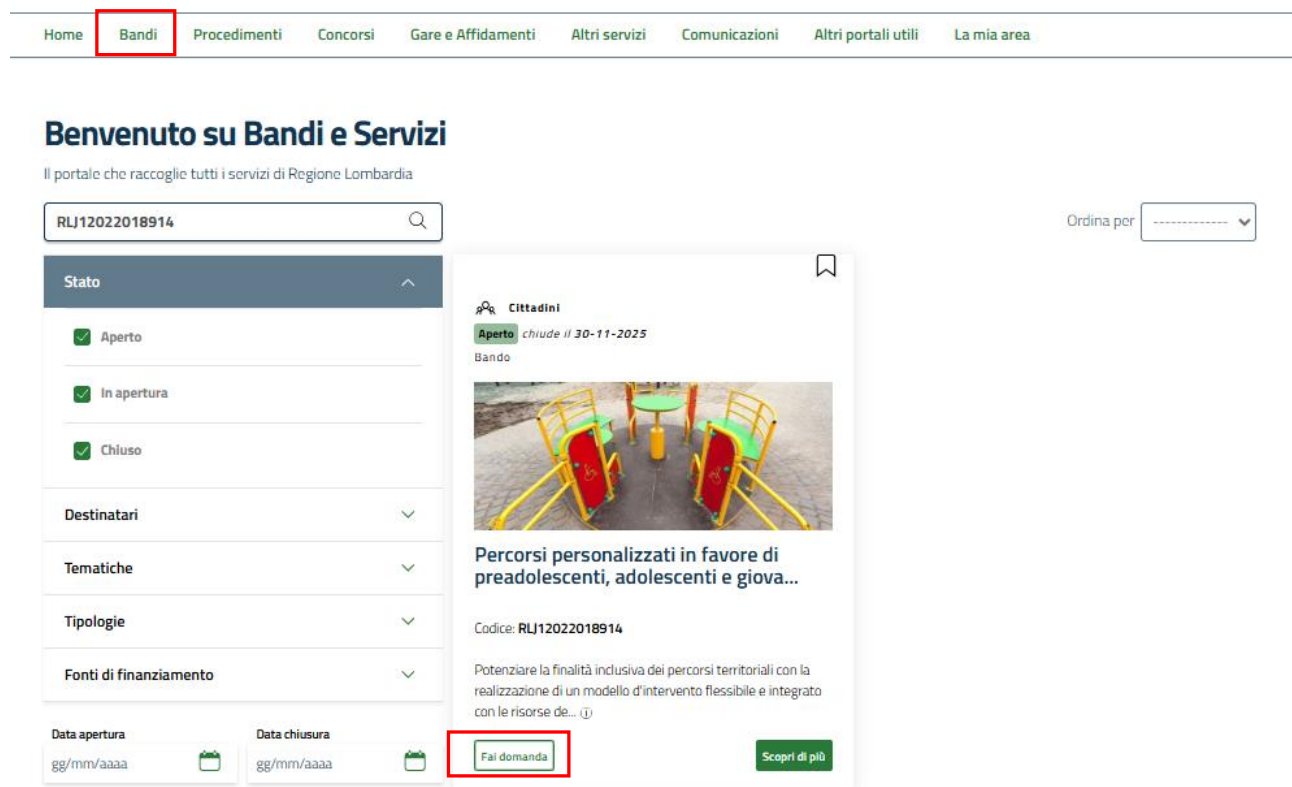 Home Bandi Procedimenti Concorsi Gare e Affidamenti Altri servizi Comunicazioni Altri portali utili La mia area
Benvenuto su Bandi e Servizi
Il portale che raccoglie tutti i servizi di Regione Lombardia
RLJ12022018914
Ordina per -------------
Stato
Aperto
In apertura
Chiuso
Destinatari
Tematiche
Tipologie
Fonti di finanziamento
Data apertura Data chiusura
gg/mm/aaaa gg/mm/aaaa
Cittadini
Aperto chiude il 30-11-2025
Bando
Percorsi personalizzati in favore di
preadolescenti, adolescenti e giova...
Codice: RLJ12022018914
Potenziare la finalità inclusiva dei percorsi territoriali con la
realizzazione di un modello d'intervento flessibile e integrato
con le risorse de...
Fai domanda Scopri di più